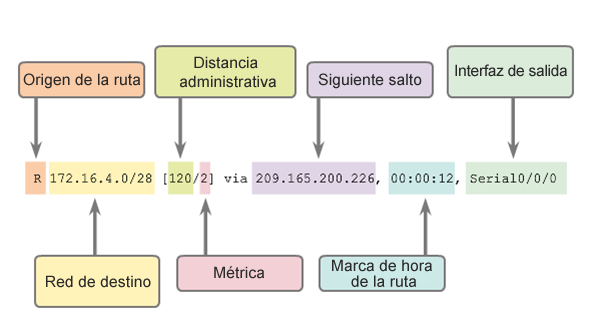 Origen de la ruta
Distancia
administrativa
Siguiente salto
Interfaz de salida
R 172.16.4.0/28 [120/2] via 209.165.200.226, 00:00:12, Serial0/0/0
Red de destino
Métrica
Marca de hora
de la ruta